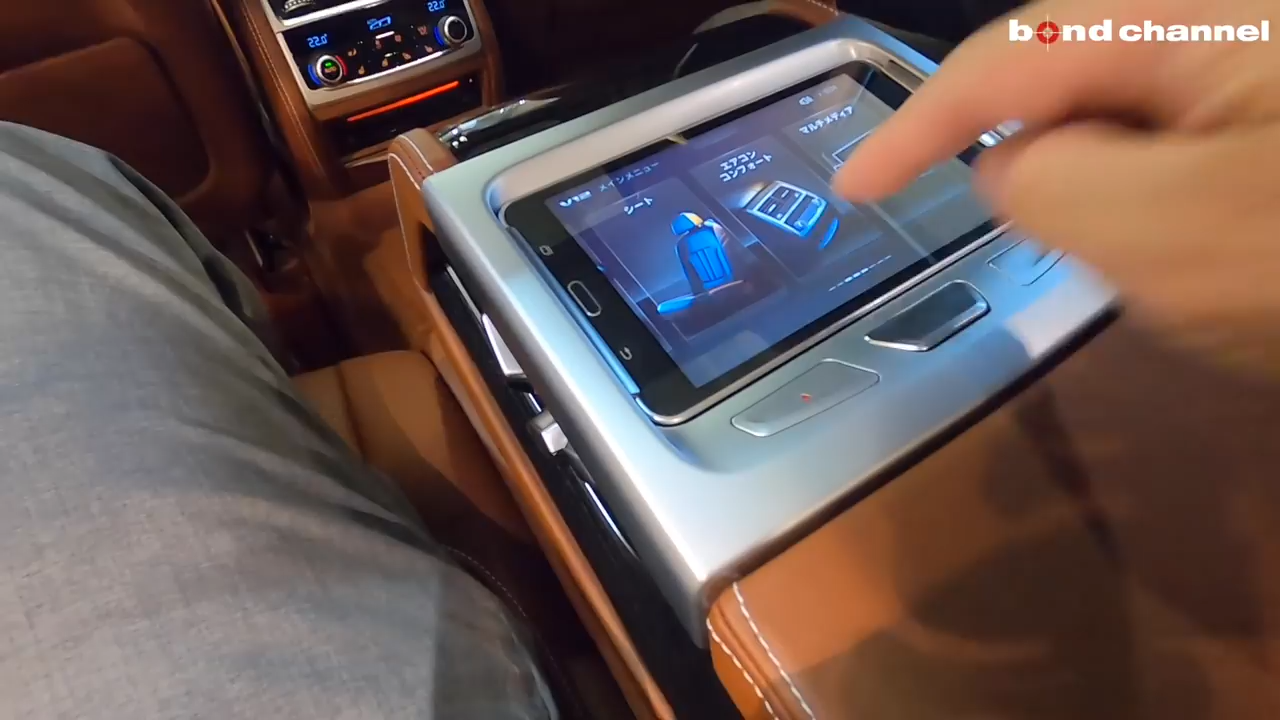 bond channel
22.0°
22.0°
V12 メインメニュー
シート
エアコン
コンフォート
マルチメディア